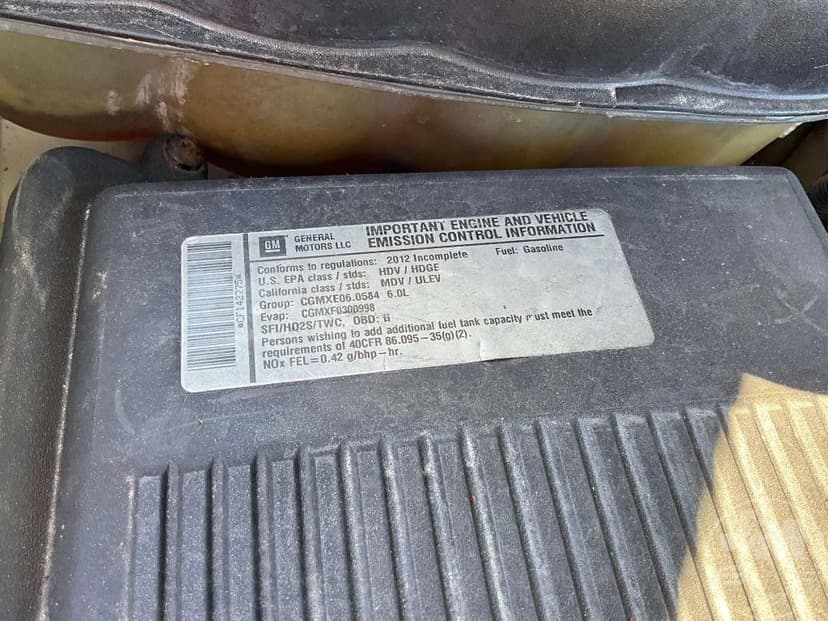 *CF142775*
GM
GENERAL
MOTORS LLC
IMPORTANT ENGINE AND VEHICLE
EMISSION CONTROL INFORMATION
Conforms to regulations: 2012 Incomplete Fuel: Gasoline
U.S. EPA class / stds: HDV / HDGE
California class / stds: MDV / ULEV
Group: CGMXE06.0584 6.0L
Evap: CGMXF0300998
SFI/HO2S/TWC, OBD: II
Persons wishing to add additional fuel tank capacity must meet the
requirements of 40CFR 86.095-35(g)(2).
NOx FEL=0.42 g/bhp-hr.